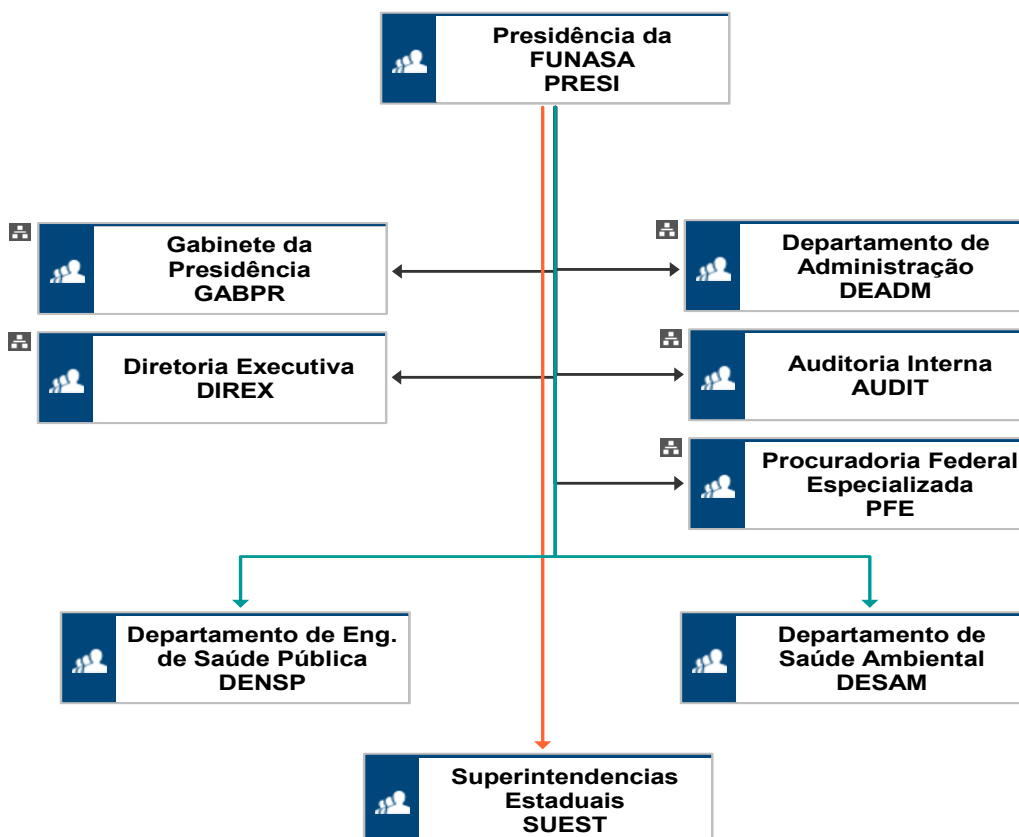 Presidência da
FUNASA
PRESI
Gabinete da
Presidência
GABPR
Departamento de
Administração
DEADM
Diretoria Executiva
DIREX
Auditoria Interna
AUDIT
Procuradoria Federal
Especializada
PFE
Departamento de Eng.
de Saúde Pública
DENSP
Departamento de
Saúde Ambiental
DESAM
Superintendencias
Estaduais
SUEST